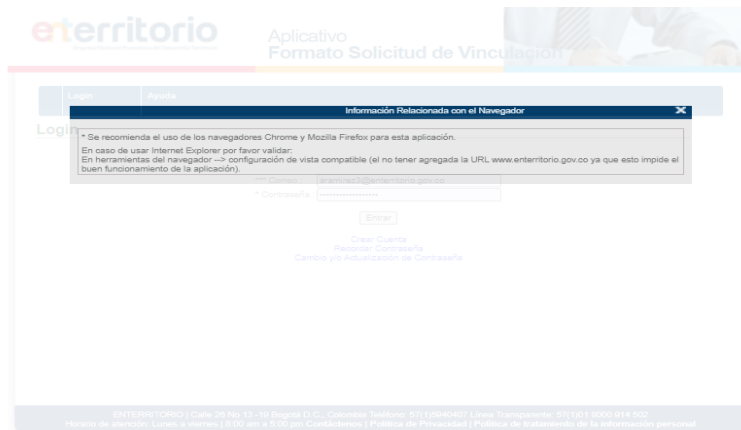 eterritorio
Aplicativo
Formato Solicitud de Vinculación
Login Ayuda
Información Relacionada con el Navegador
Login
* Se recomienda el uso de los navegadores Chrome y Mozilla Firefox para esta aplicación.
En caso de usar Internet Explorer por favor validar:
En herramientas del navegador --> configuración de vista compatible (el no tener agregada la URL www.enterritorio.gov.co ya que esto impide el
buen funcionamiento de la aplicación).
*** Correo aramirez3@enterritorio.gov.co
* Contraseña
Entrar
Crear Cuenta
Recordar Contraseña
Cambio y/o Actualización de Contraseña
ENTERRITORIO | Calle 26 No 13 -19 Bogotá D.C., Colombia Teléfono: 57(1)5940407 Línea Transparente: 57(1)01 8000 914 502
Horario de atención: Lunes a viernes | 8:00 am a 5:00 pm Contáctenos | Política de Privacidad | Política de tratamiento de la información personal